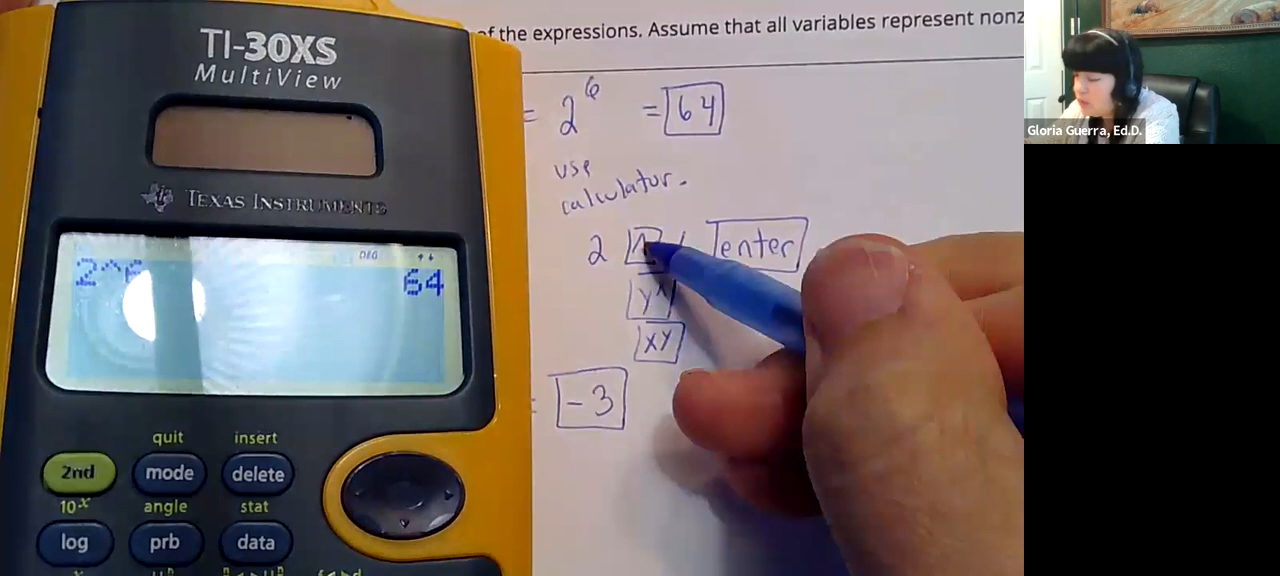 of the expressions. Assume that all variables represent nonz
TI-30XS
MultiView
TEXAS INSTRUMENTS
DEG
2^6
64
quit
insert
2nd
mode
delete
10^x
angle
stat
log
prb
data
= 2^6 = 64
use
calculator.
2 ^ enter
y^x
xy
= -3
Gloria Guerra, Ed.D.